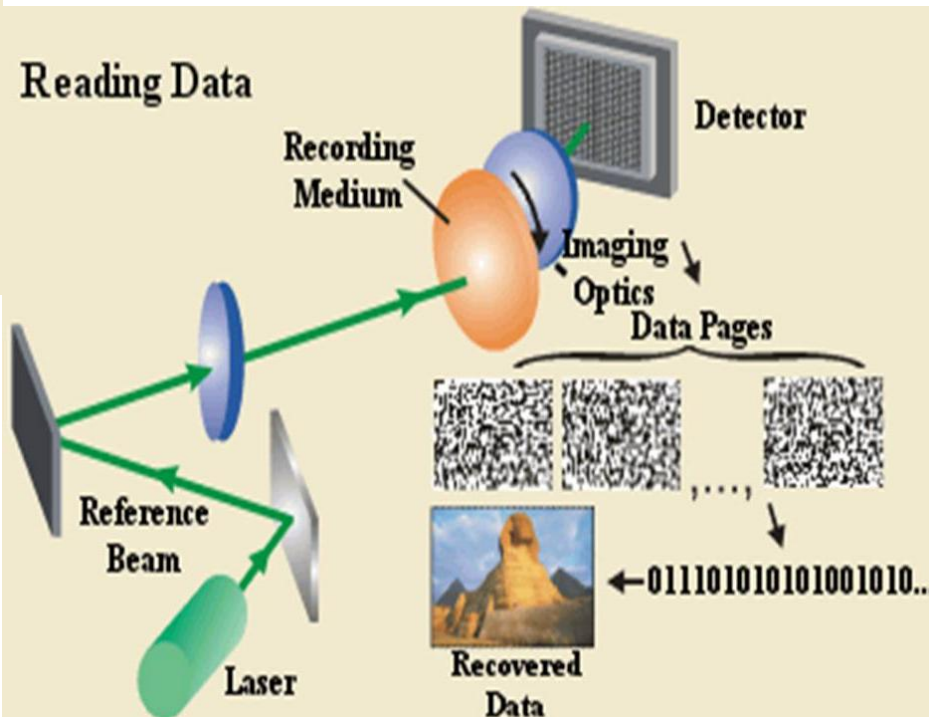 Reading Data
Detector
Recording
Medium
Imaging
Optics
Data Pages
,...,
Reference
Beam
011101010101001010..
Laser
Recovered
Data